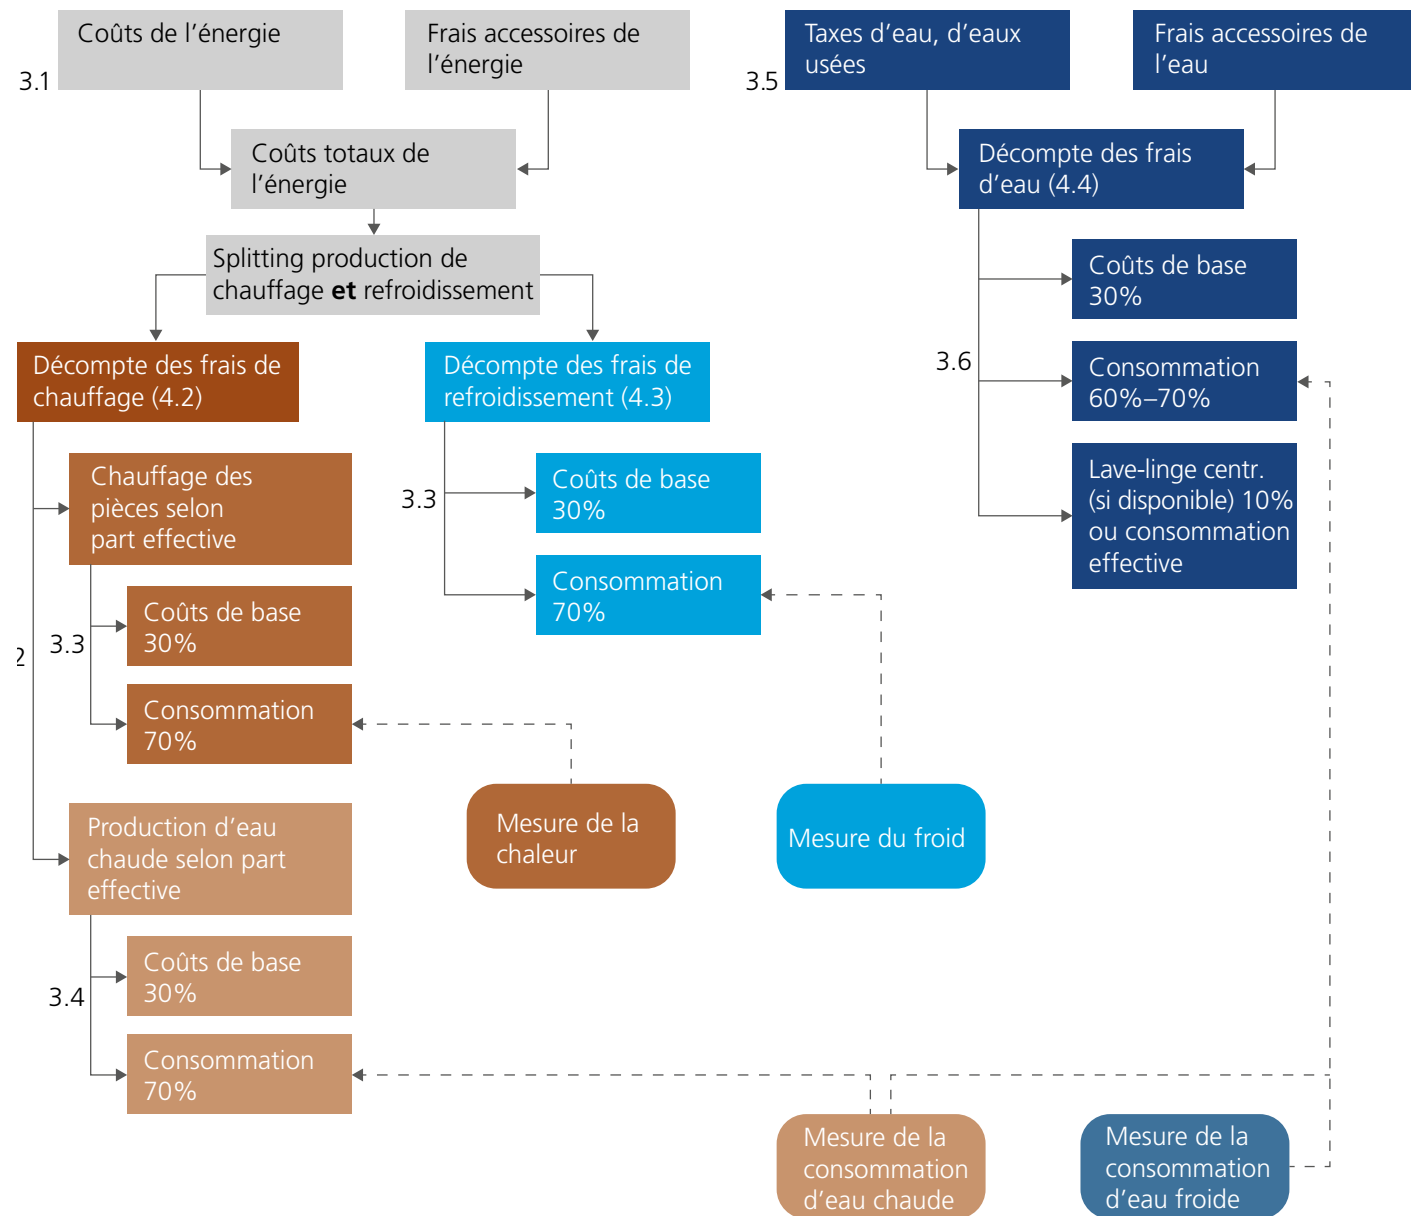 Coûts de l’énergie
Frais accessoires de
l’énergie
3.1
Coûts totaux de
l’énergie
Splitting production de
chauffage et refroidissement
Décompte des frais de
chauffage (4.2)
Décompte des frais de
refroidissement (4.3)
Chauffage des
pièces selon
part effective
Coûts de base
30%
3.3
2
Consommation
70%
Production d’eau
chaude selon part
effective
Coûts de base
30%
3.4
Consommation
70%
3.3
Coûts de base
30%
Consommation
70%
Mesure de la
chaleur
Mesure du froid
Taxes d’eau, d’eaux
usées
Frais accessoires de
l’eau
3.5
Décompte des frais
d’eau (4.4)
Coûts de base
30%
3.6
Consommation
60%–70%
Lave-linge centr.
(si disponible) 10%
ou consommation
effective
Mesure de la
consommation
d’eau chaude
Mesure de la
consommation
d’eau froide